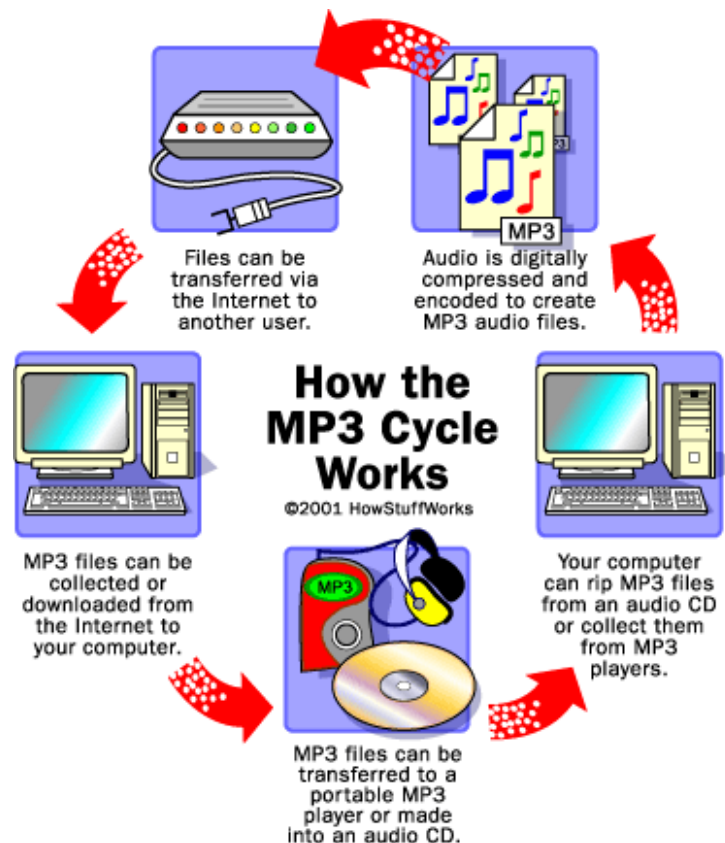 MP3
MP3
Files can be
transferred via
the Internet to
another user.
Audio is digitally
compressed and
encoded to create
MP3 audio files.
How the
MP3 Cycle
Works
©2001 HowStuffWorks
MP3 files can be
collected or
downloaded from
the Internet to
your computer.
MP3
Your computer
can rip MP3 files
from an audio CD
or collect them
from MP3
players.
MP3 files can be
transferred to a
portable MP3
player or made
into an audio CD.